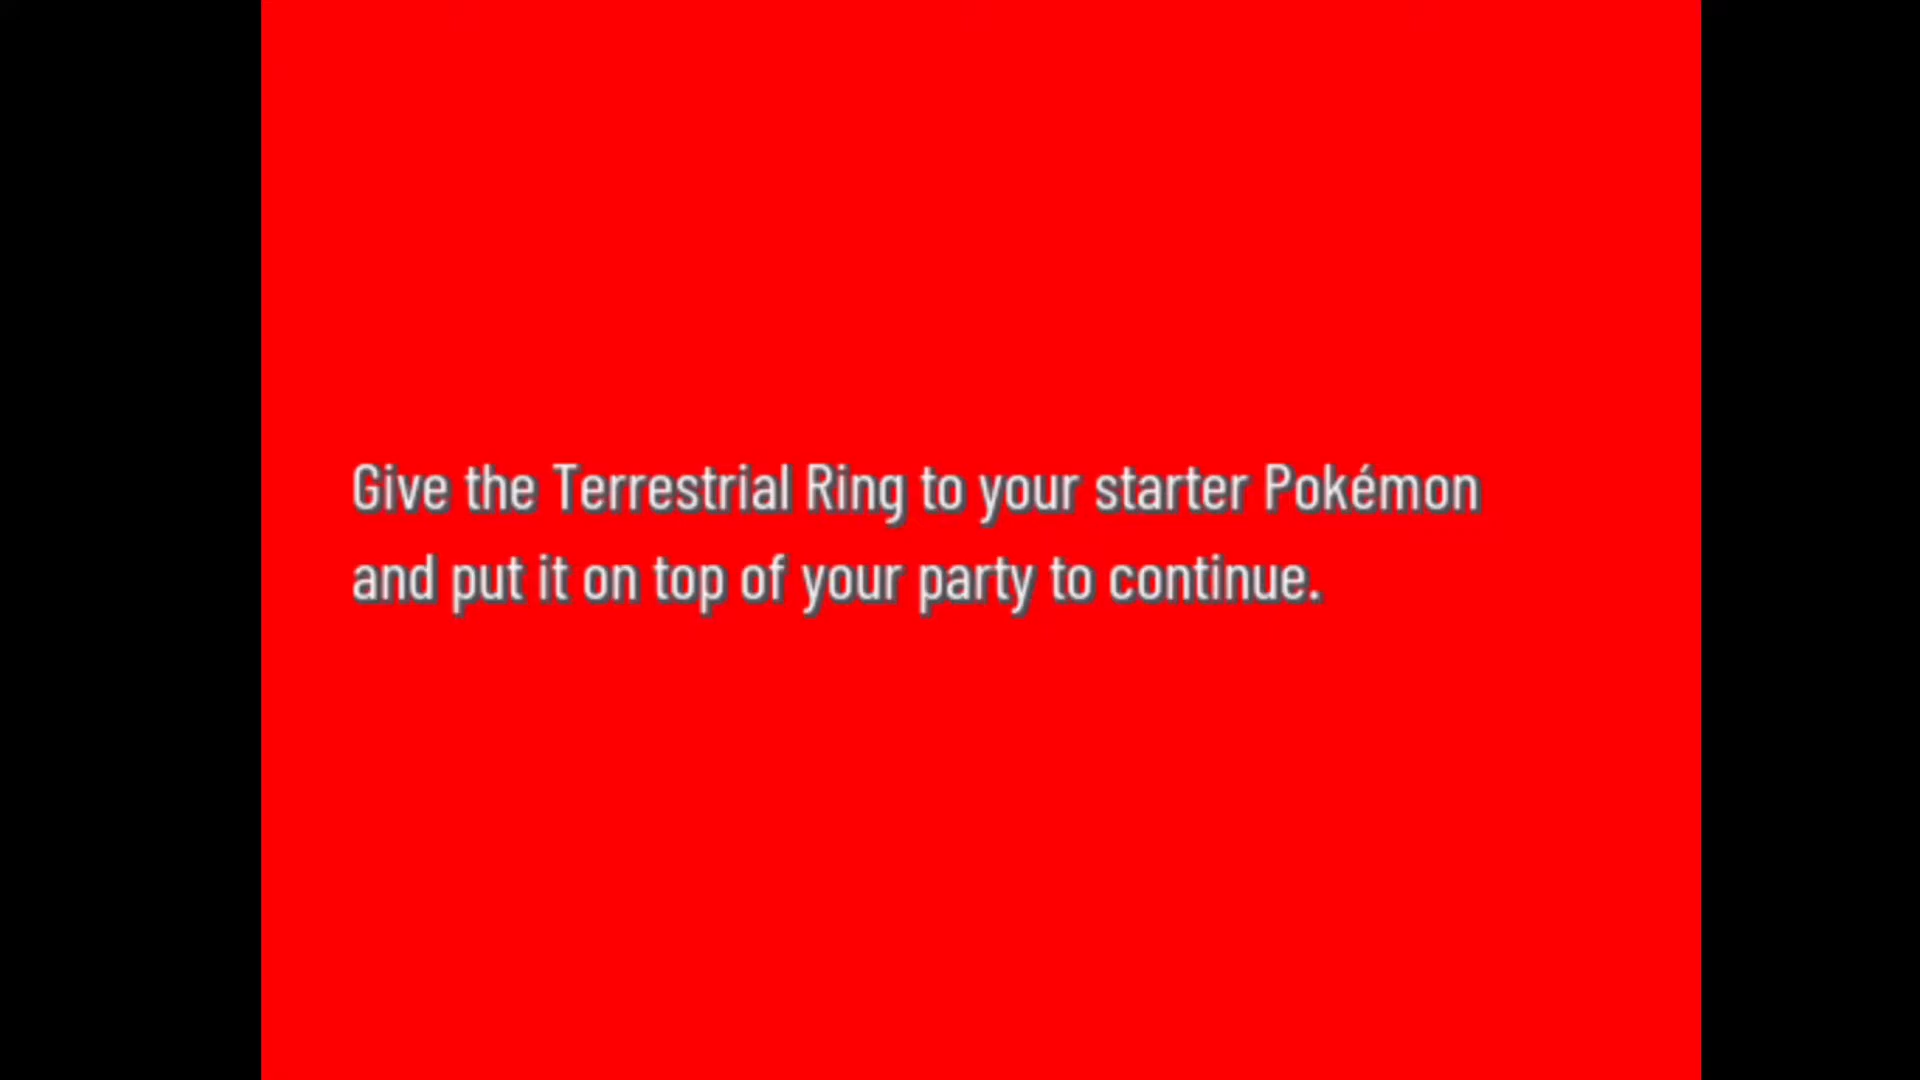 Give the Terrestrial Ring to your starter Pokémon
and put it on top of your party to continue.